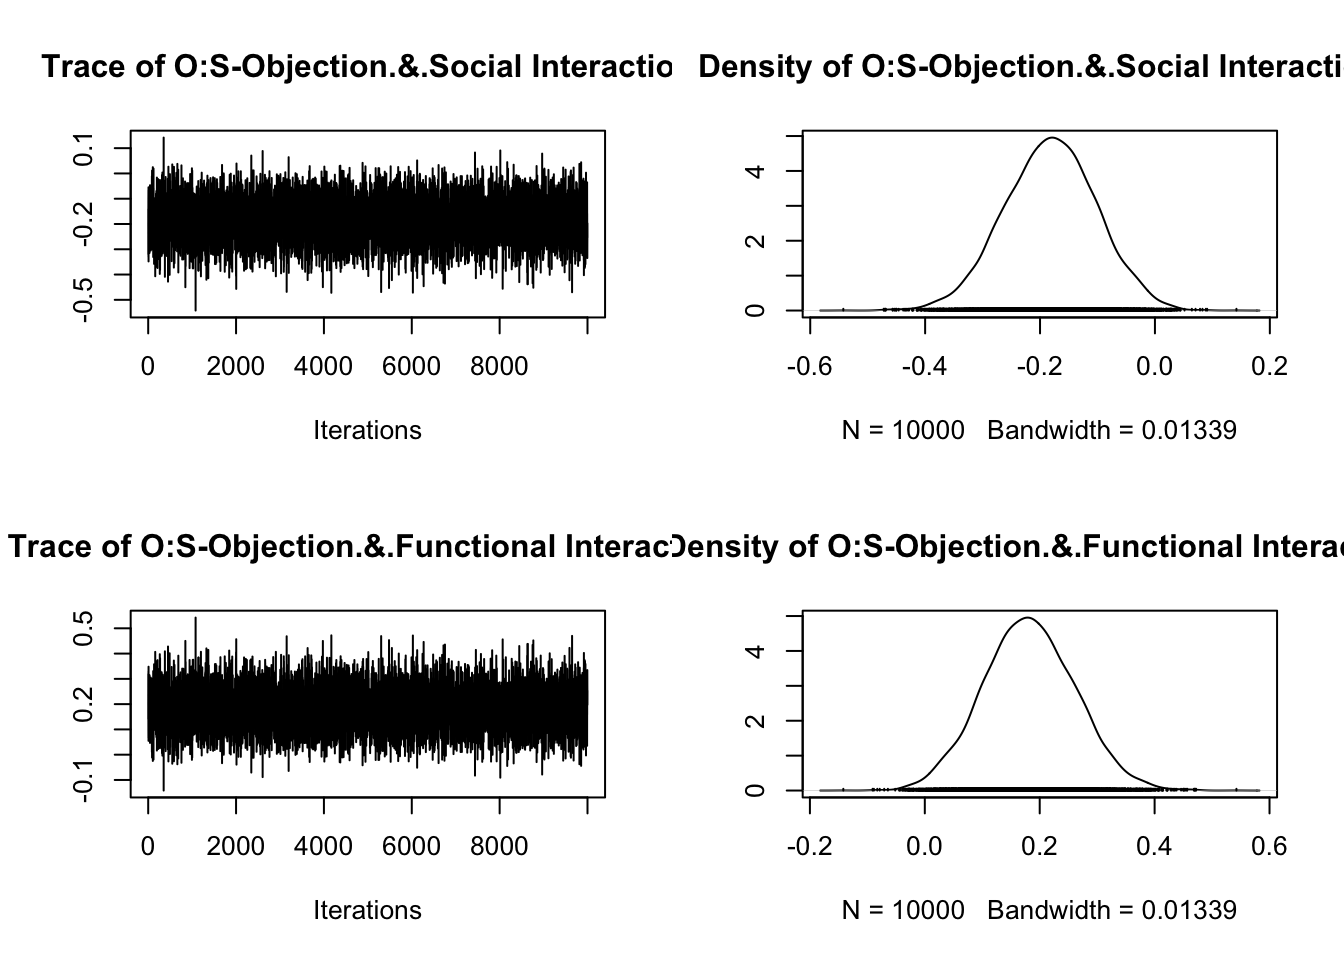 Trace of O:S-Objection.&.Social Interactio
0.1
-0.2
-0.5
0 2000 4000 6000 8000
Iterations
Density of O:S-Objection.&.Social Interacti
4
2
0
-0.6 -0.4 -0.2 0.0 0.2
N = 10000 Bandwidth = 0.01339
Trace of O:S-Objection.&.Functional Interac
0.5
0.2
-0.1
0 2000 4000 6000 8000
Iterations
Density of O:S-Objection.&.Functional Interac
4
2
0
-0.2 0.0 0.2 0.4 0.6
N = 10000 Bandwidth = 0.01339